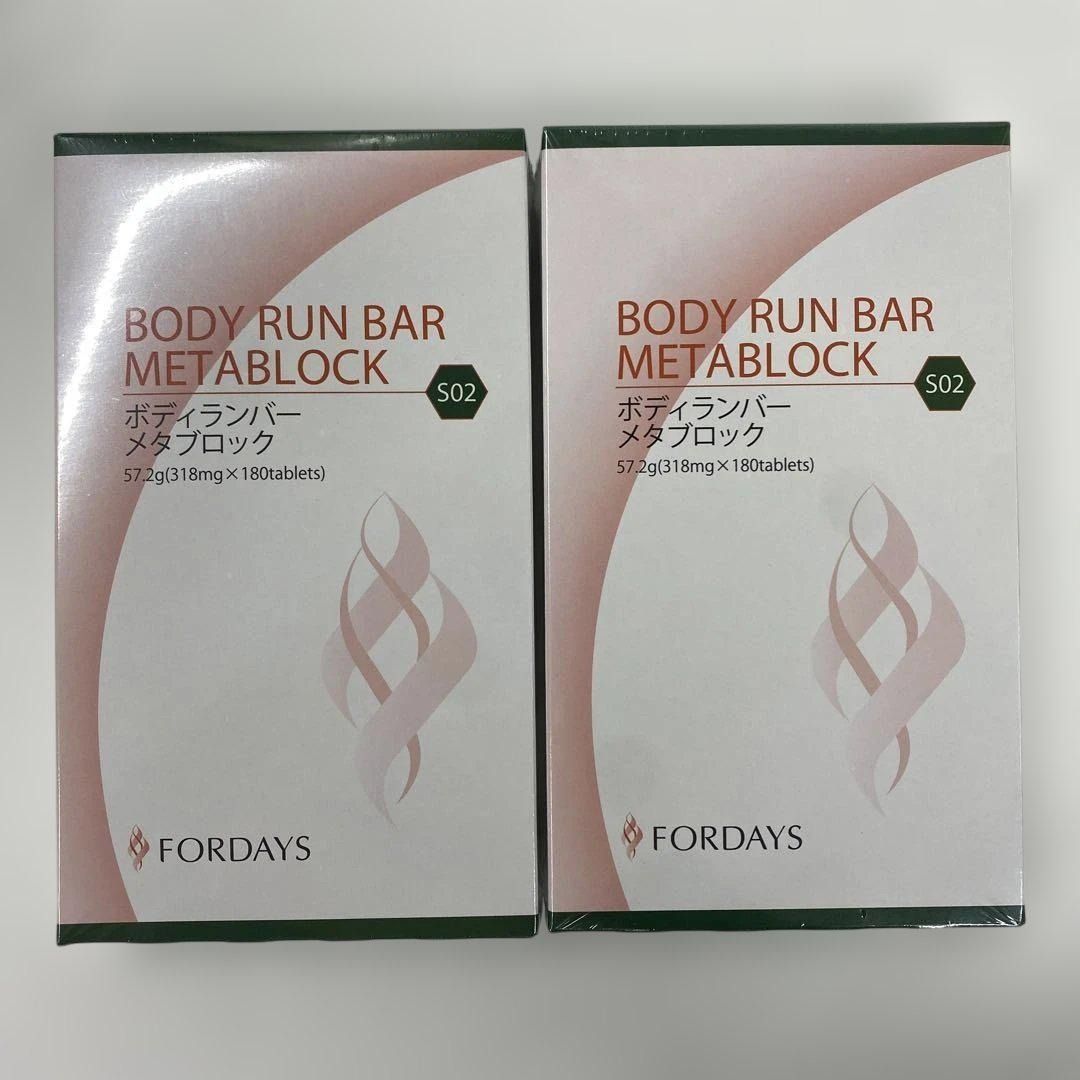 BODY RUN BAR
METABLOCK
S02
ボディランバー
メタブロック
57.2g(318mg×180tablets)
FORDAYS
BODY RUN BAR
METABLOCK
S02
ボディランバー
メタブロック
57.2g(318mg×180tablets)
FORDAYS